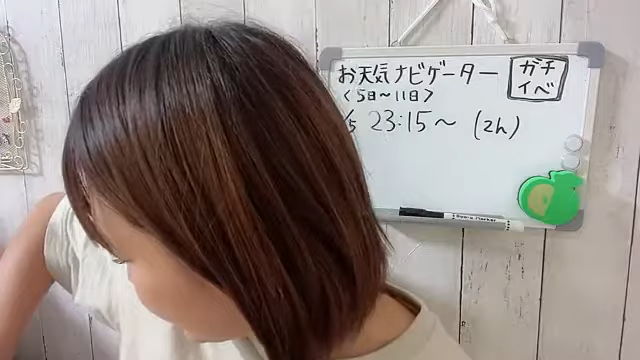 お天気ナビゲーター
ガチ
イベ
<5日～11日>
/5 23:15～ (2h)